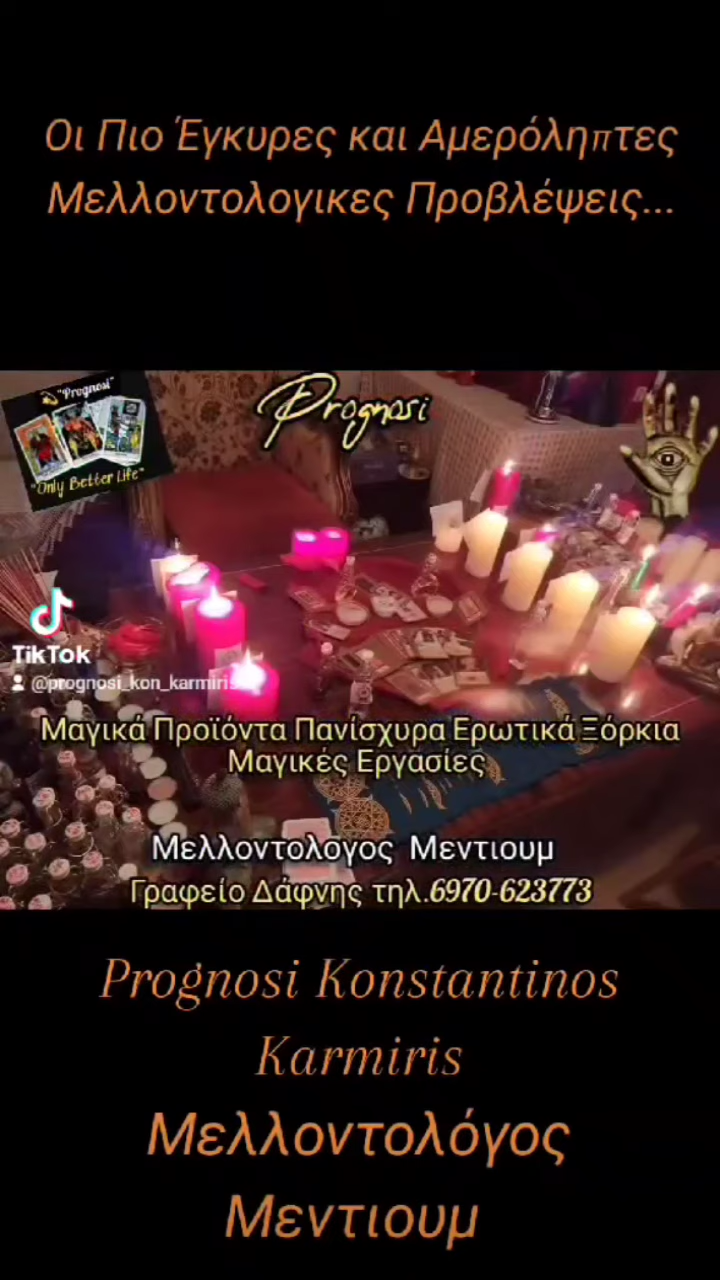 Οι Πιο Έγκυρες και Αμερόληπτες
Μελλοντολογικες Προβλέψεις...
"Prognosi"
"Only Better Life"
Prognosi
TikTok
@prognosi_kon_karmiris
Μαγικά Προϊόντα Πανίσχυρα Ερωτικά Ξόρκια
Μαγικές Εργασίες
Μελλοντολογος Μεντιουμ
Γραφείο Δάφνης τηλ.6970-623773
Prognosi Konstantinos
Karmiris
Μελλοντολόγος
Μεντιουμ